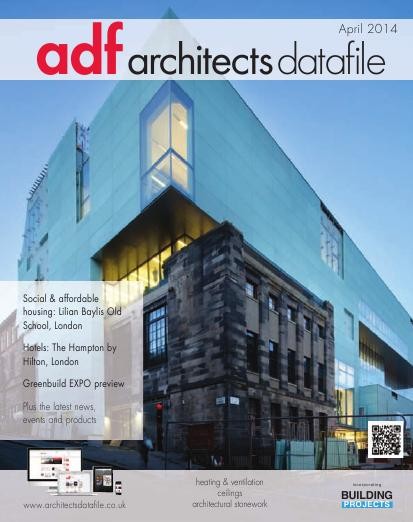 April 2014
adf architectsdatafile
Social & affordable
housing: Lilian Baylis Old
School, London
Hotels: The Hampton by
Hilton, London
Greenbuild EXPO preview
Plus the latest news,
events and products
www.architectsdatafile.co.uk
heating & ventilation
ceilings
architectural stonework
incorporating
BUILDING
PROJECTS